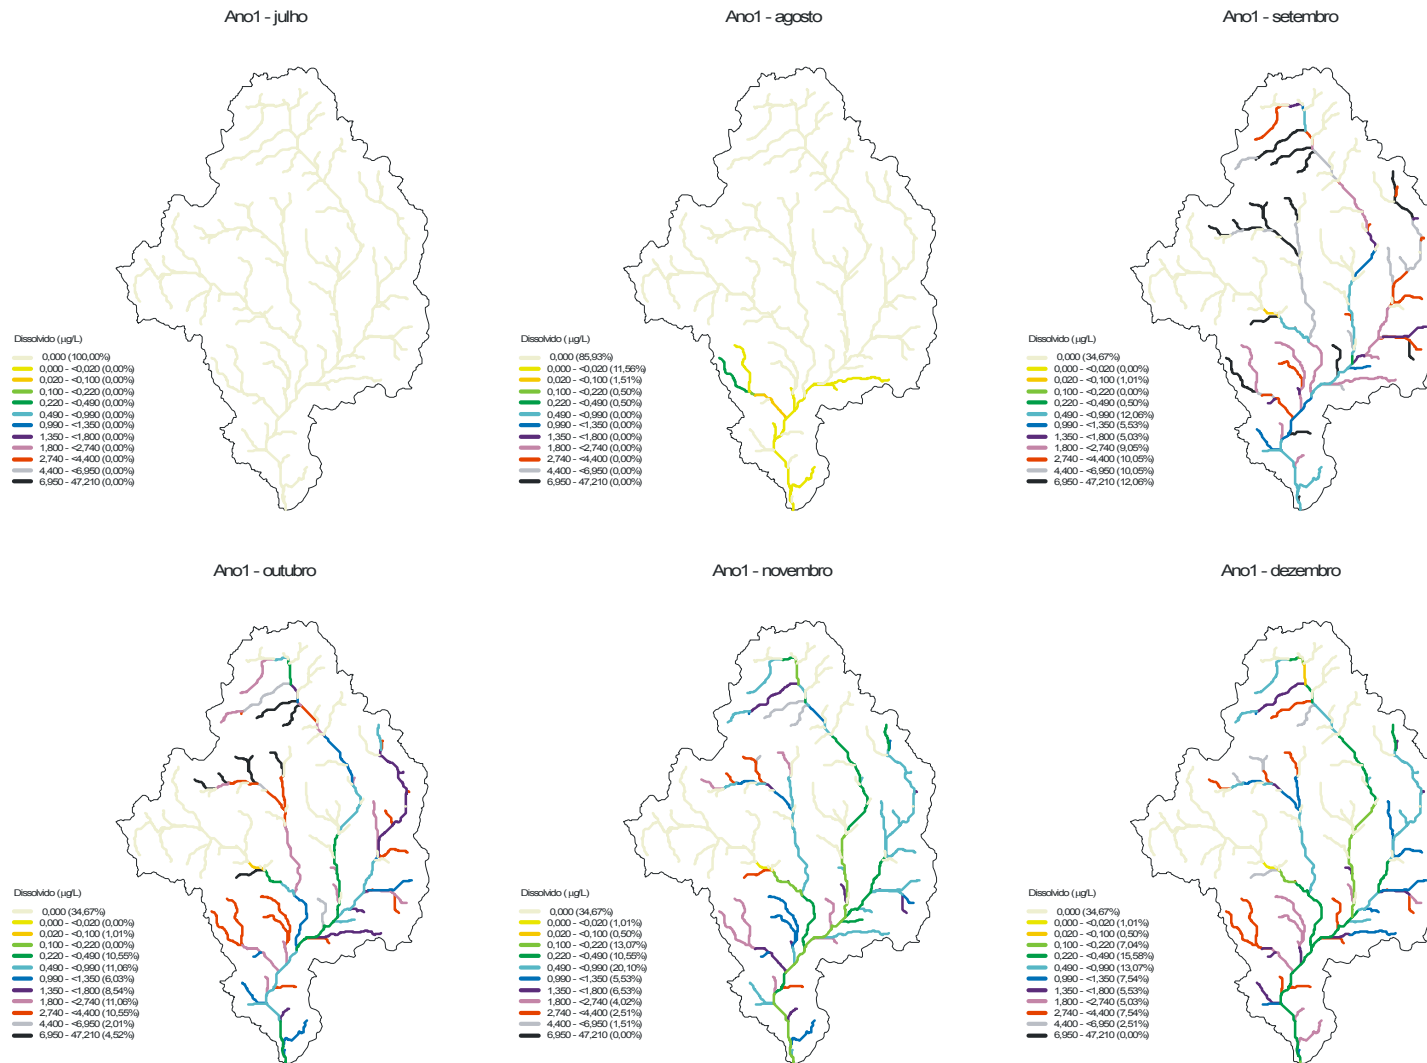 Ano1 - julho
Dissolvido (µg/L)
0,000 (100,00%)
0,000 - <0,020 (0,00%)
0,020 - <0,100 (0,00%)
0,100 - <0,220 (0,00%)
0,220 - <0,490 (0,00%)
0,490 - <0,990 (0,00%)
0,990 - <1,350 (0,00%)
1,350 - <1,800 (0,00%)
1,800 - <2,740 (0,00%)
2,740 - <4,400 (0,00%)
4,400 - <6,950 (0,00%)
6,950 - 47,210 (0,00%)
Ano1 - agosto
Dissolvido (µg/L)
0,000 (85,93%)
0,000 - <0,020 (11,56%)
0,020 - <0,100 (1,51%)
0,100 - <0,220 (0,50%)
0,220 - <0,490 (0,50%)
0,490 - <0,990 (0,00%)
0,990 - <1,350 (0,00%)
1,350 - <1,800 (0,00%)
1,800 - <2,740 (0,00%)
2,740 - <4,400 (0,00%)
4,400 - <6,950 (0,00%)
6,950 - 47,210 (0,00%)
Ano1 - setembro
Dissolvido (µg/L)
0,000 (34,67%)
0,000 - <0,020 (0,00%)
0,020 - <0,100 (1,01%)
0,100 - <0,220 (0,00%)
0,220 - <0,490 (0,50%)
0,490 - <0,990 (12,06%)
0,990 - <1,350 (5,53%)
1,350 - <1,800 (5,03%)
1,800 - <2,740 (9,05%)
2,740 - <4,400 (10,05%)
4,400 - <6,950 (10,05%)
6,950 - 47,210 (12,06%)
Ano1 - outubro
Dissolvido (µg/L)
0,000 (34,67%)
0,000 - <0,020 (0,00%)
0,020 - <0,100 (1,01%)
0,100 - <0,220 (0,00%)
0,220 - <0,490 (10,55%)
0,490 - <0,990 (11,06%)
0,990 - <1,350 (6,03%)
1,350 - <1,800 (8,54%)
1,800 - <2,740 (11,06%)
2,740 - <4,400 (10,55%)
4,400 - <6,950 (2,01%)
6,950 - 47,210 (4,52%)
Ano1 - novembro
Dissolvido (µg/L)
0,000 (34,67%)
0,000 - <0,020 (1,01%)
0,020 - <0,100 (0,50%)
0,100 - <0,220 (13,07%)
0,220 - <0,490 (10,55%)
0,490 - <0,990 (20,10%)
0,990 - <1,350 (5,53%)
1,350 - <1,800 (6,53%)
1,800 - <2,740 (4,02%)
2,740 - <4,400 (2,51%)
4,400 - <6,950 (1,51%)
6,950 - 47,210 (0,00%)
Ano1 - dezembro
Dissolvido (µg/L)
0,000 (34,67%)
0,000 - <0,020 (1,01%)
0,020 - <0,100 (0,50%)
0,100 - <0,220 (7,04%)
0,220 - <0,490 (15,58%)
0,490 - <0,990 (13,07%)
0,990 - <1,350 (7,54%)
1,350 - <1,800 (5,53%)
1,800 - <2,740 (5,03%)
2,740 - <4,400 (7,54%)
4,400 - <6,950 (2,51%)
6,950 - 47,210 (0,00%)